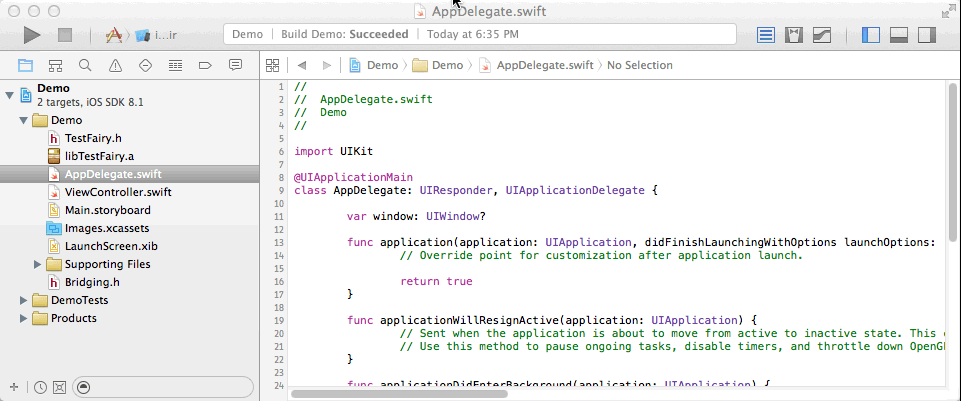 AppDelegate.swift
i...ir
Demo | Build Demo: Succeeded | Today at 6:35 PM
Demo
2 targets, iOS SDK 8.1
Demo
TestFairy.h
libTestFairy.a
AppDelegate.swift
ViewController.swift
Main.storyboard
Images.xcassets
LaunchScreen.xib
Supporting Files
Bridging.h
DemoTests
Products
Demo Demo AppDelegate.swift No Selection
1 //
2 //  AppDelegate.swift
3 //  Demo
4 //
5
6 import UIKit
7
8 @UIApplicationMain
9 class AppDelegate: UIResponder, UIApplicationDelegate {
10
11 var window: UIWindow?
12
13 func application(application: UIApplication, didFinishLaunchingWithOptions launchOptions:
14 // Override point for customization after application launch.
15
16 return true
17 }
18
19 func applicationWillResignActive(application: UIApplication) {
20 // Sent when the application is about to move from active to inactive state. This
21 // Use this method to pause ongoing tasks, disable timers, and throttle down OpenG
22 }
23
24 func applicationDidEnterBackground(application: UIApplication) {